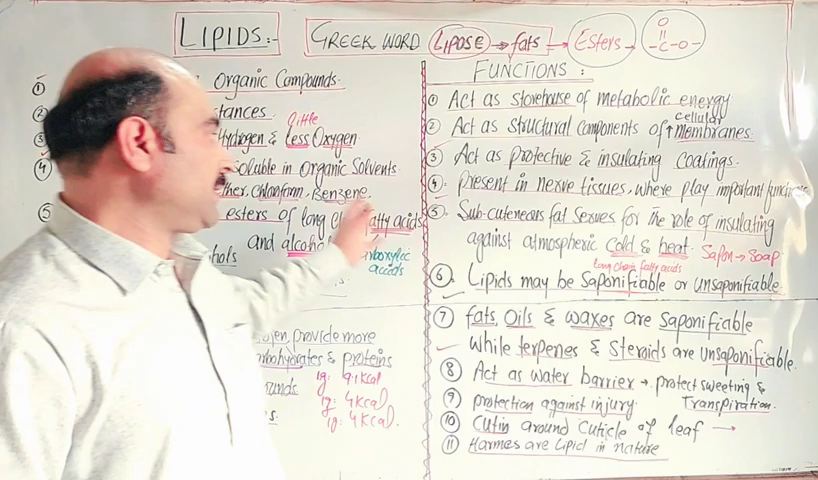 LIPIDS:-
GREEK WORD LIPOSE → fats → Esters →
O
-C-O-
① Organic Compounds.
② tances.
little
③ Hydrogen & Less Oxygen
④ Soluble in Organic Solvents
ther. Chloroform. Benzene.
⑤ esters of long fatty acids
and alcoho
hols
arboxylic
acids
provide more
arbohydrates & proteins
1g: 9.1 Kcal
1g: 4 Kcal
1g: 4 Kcal.
FUNCTIONS:
① Act as storehouse of metabolic energy
cellular
② Act as structural components of ↑ membranes.
③ Act as protective & insulating coatings.
④ Present in nerve tissues. where play important functions
⑤ Sub-cuteneous fat serves for the role of insulating
against atmospheric cold & heat.
Sapon → Soap
long chain fatty acids
⑥ Lipids may be Saponifiable or unsaponifiable.
⑦ fats, Oils & waxes are Saponifiable
While terpenes & Steroids are unsaponifiable.
⑧ Act as water barrier → protect sweeting &
Transpiration.
⑨ protection against injury.
⑩ Cutin around cuticle of leaf →
⑪ Harmes are Lipid in nature